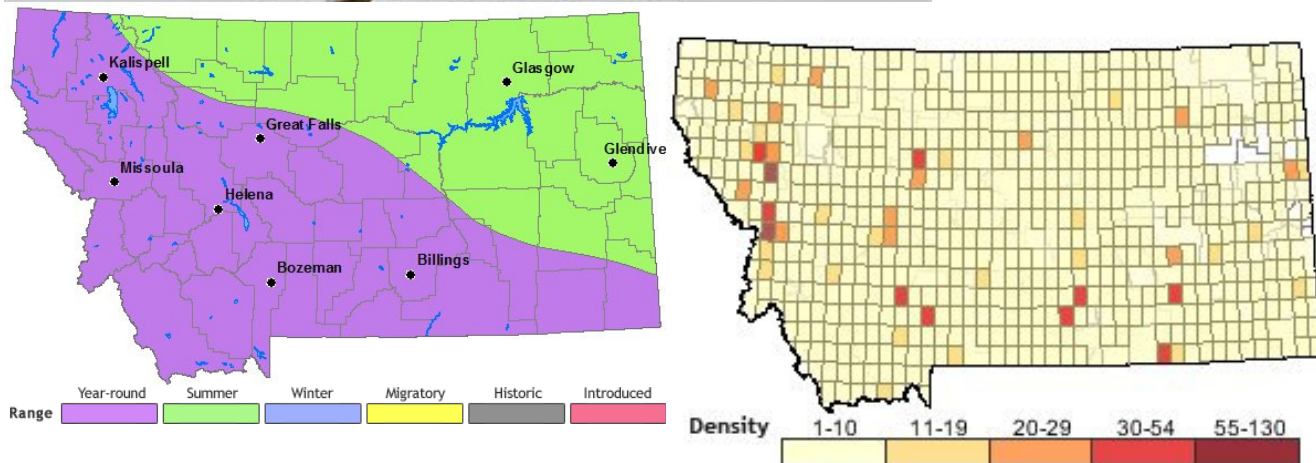 Kalispell
Glasgow
Great Falls
Glendive
Missoula
Helena
Bozeman
Billings
Year-round Summer Winter Migratory Historic Introduced
Range
Density 1-10 11-19 20-29 30-54 55-130